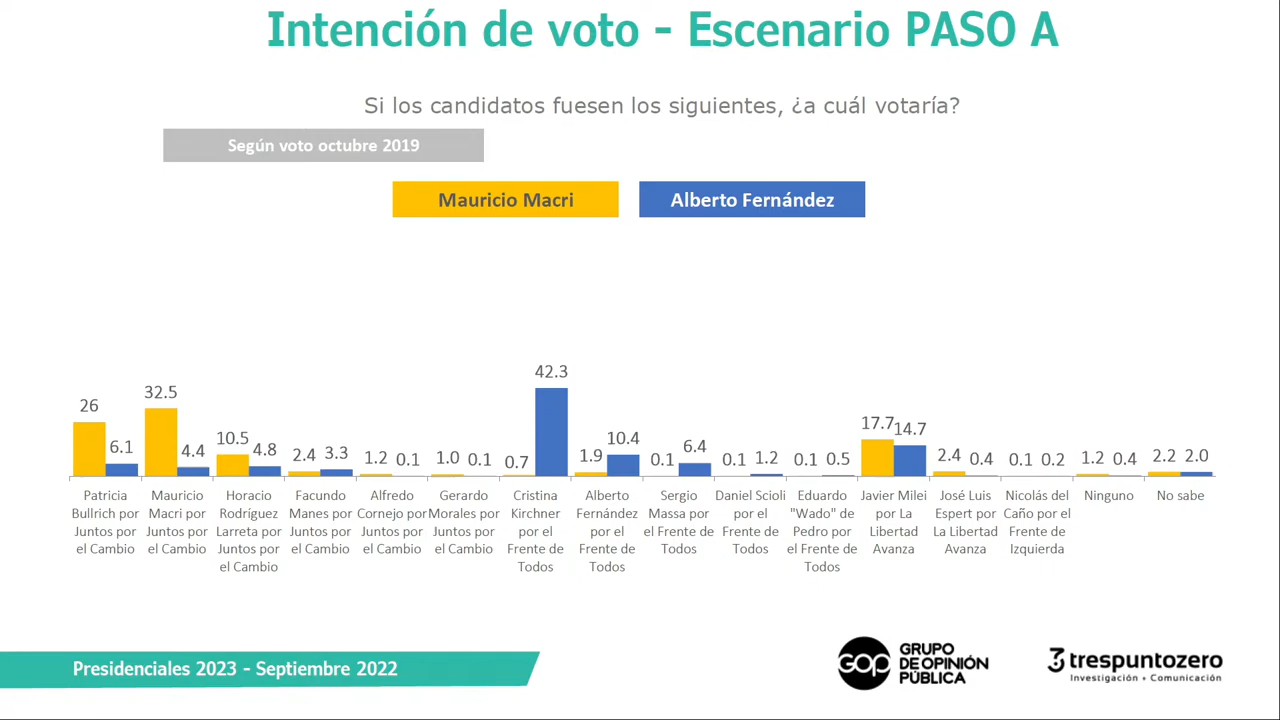 Intención de voto - Escenario PASO A
Si los candidatos fuesen los siguientes, ¿a cuál votaría?
Según voto octubre 2019
Mauricio Macri
Alberto Fernández
26 6.1
32.5 4.4
10.5 4.8
2.4 3.3
1.2 0.1
1.0 0.1
0.7 42.3
1.9 10.4
0.1 6.4
0.1 1.2
0.1 0.5
17.7 14.7
2.4 0.4
0.1 0.2
1.2 0.4
2.2 2.0
Patricia
Bullrich por
Juntos por
el Cambio
Mauricio
Macri por
Juntos por
el Cambio
Horacio
Rodríguez
Larreta por
Juntos por
el Cambio
Facundo
Manes por
Juntos por
el Cambio
Alfredo
Cornejo por
Juntos por
el Cambio
Gerardo
Morales por
Juntos por
el Cambio
Cristina
Kirchner
por el
Frente de
Todos
Alberto
Fernández
por el
Frente de
Todos
Sergio
Massa por
el Frente de
Todos
Daniel Scioli
por el
Frente de
Todos
Eduardo
"Wado" de
Pedro por
el Frente de
Todos
Javier Milei
por La
Libertad
Avanza
José Luis
Espert por
La Libertad
Avanza
Nicolás del
Caño por el
Frente de
Izquierda
Ninguno
No sabe
Presidenciales 2023 - Septiembre 2022
GOP
GRUPO
DE OPINIÓN
PÚBLICA
3 trespuntozero
Investigación + Comunicación